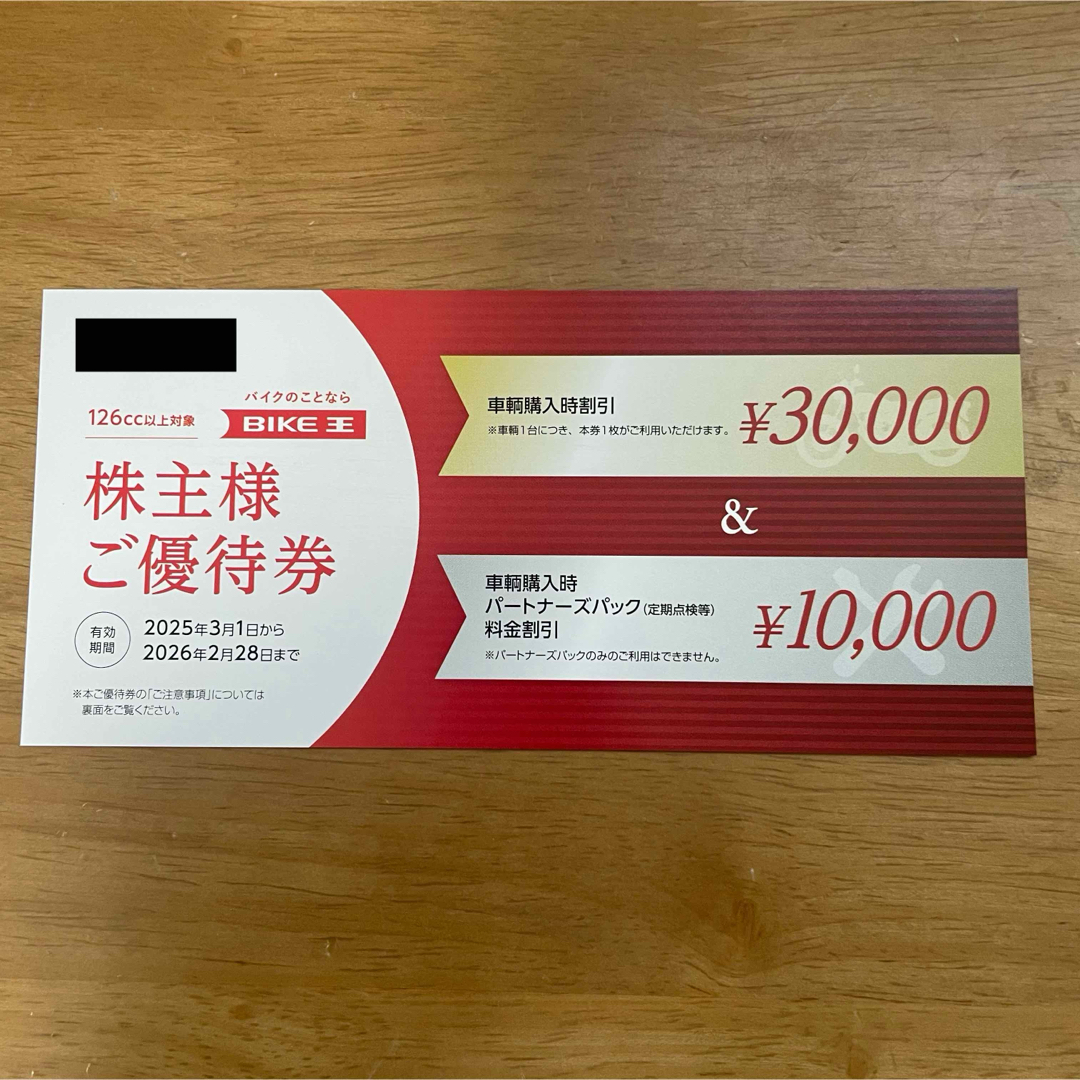 バイクのことなら
126cc以上対象
BIKE王
株主様
ご優待券
有効
期間
2025年3月1日から
2026年2月28日まで
※本ご優待券の「ご注意事項」については
裏面をご覧ください。
車輌購入時割引
※車輌1台につき、本券1枚がご利用いただけます。
¥30,000
&
車輌購入時
パートナーズパック(定期点検等)
料金割引
※パートナーズパックのみのご利用はできません。
¥10,000